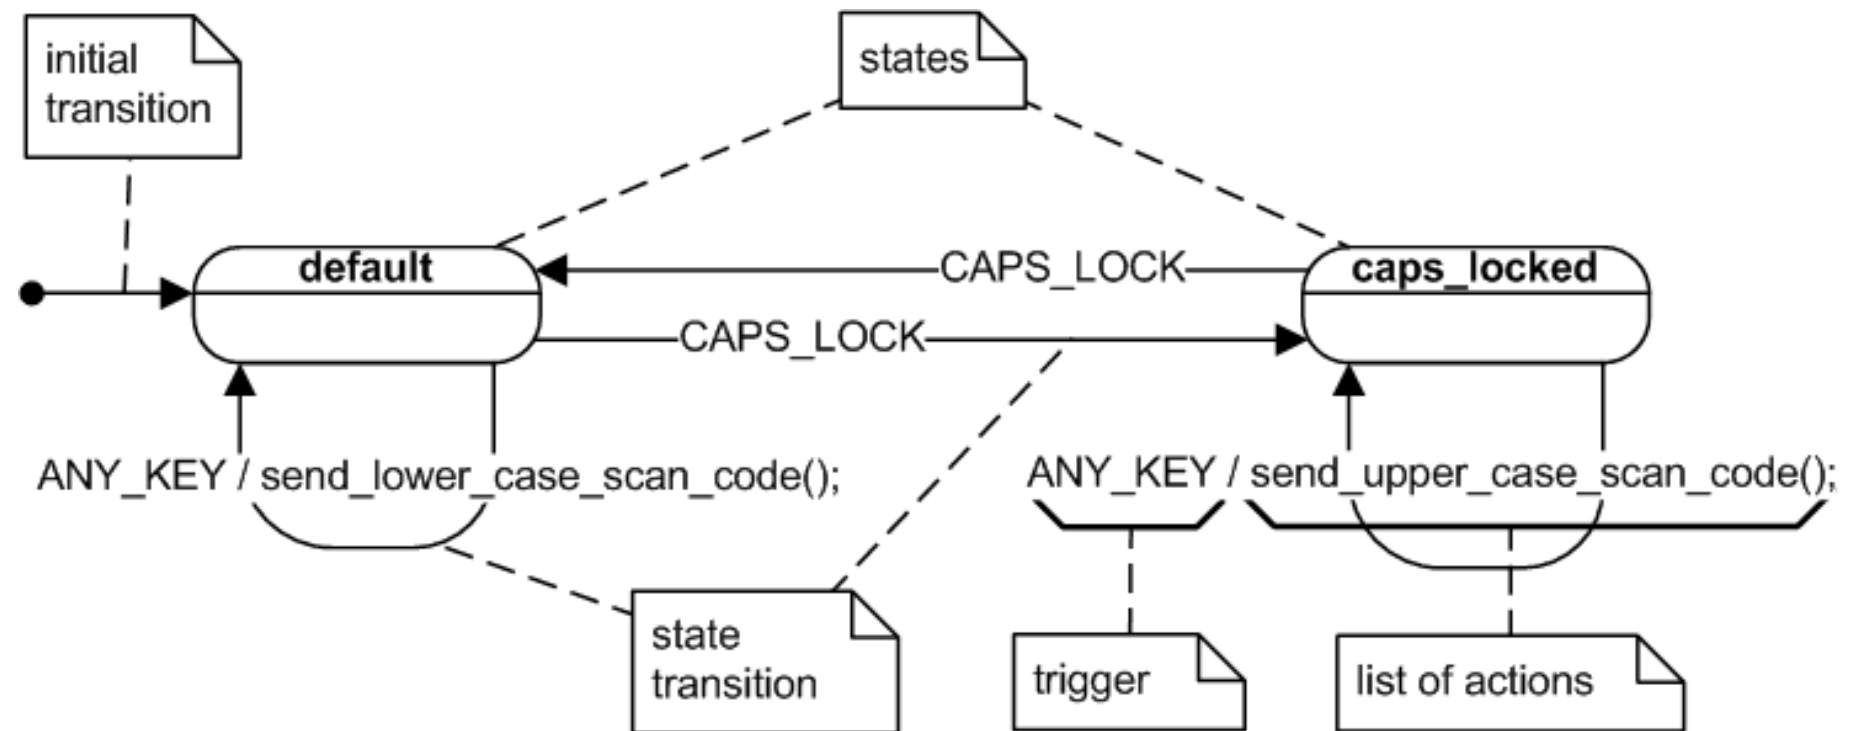 initial
transition
states
default
CAPS_LOCK
caps_locked
CAPS_LOCK
ANY_KEY / send_lower_case_scan_code();
ANY_KEY / send_upper_case_scan_code();
state
transition
trigger
list of actions